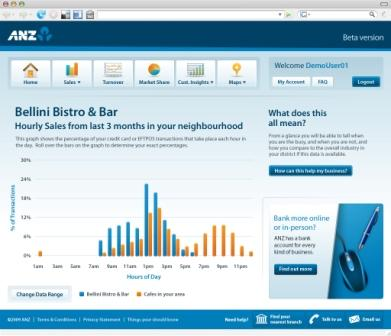 ANZ
Beta version
Home
Sales
Turnover
Market Share
Cust. Insights
Maps
Welcome DemoUser01
My Account
FAQ
Logout
Bellini Bistro & Bar
Hourly Sales from last 3 months in your neighbourhood
This graph shows the percentage of your credit card or EFTPOS transactions that take place each hour in
the day. Roll over the bars on the graph to determine your exact percentages.
% of Transactions
30%
24%
18%
12%
6%
0%
1am 3am 5am 7am 9am 11am 1pm 3pm 5pm 7pm 9pm 11pm
Hours of Day
Change Data Range
Bellini Bistro & Bar
Cafes in your area
What does this
all mean?
From a glance you will be able to tell when
you are the busy, and when you are not, and
how you compare to the overall industry in
your district if this data is available.
How can this help my business?
Bank more online
or in-person?
ANZ has a bank
account for every
kind of business.
Find out more
©2009 ANZ | Terms & Conditions | Privacy Statement | Things you should know
Need help?
Find your
nearest branch
Talk to us
Email us